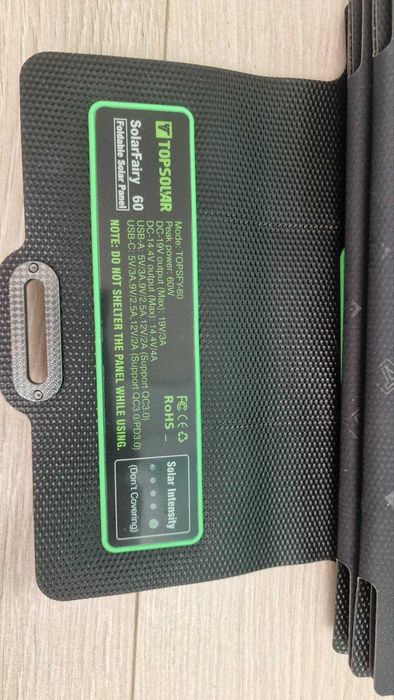 TOPSOLAR
SolarFairy 60
Foldable Solar Panel
Mode: TOPSFY-60
Peak power: 60W
DC-19V output (Max): 19V/3A
DC-14.4V output (Max): 14.4V/4A
USB-A: 5V/3A,9V/2.5A,12V/2A (Support QC3.0)
USB-C: 5V/3A,9V/2.5A,12V/2A (Support QC3.0/PD3.0)
NOTE: DO NOT SHELTER THE PANEL WHILE USING.
FC CE
RoHS
Solar Intensity
(Don't Covering)